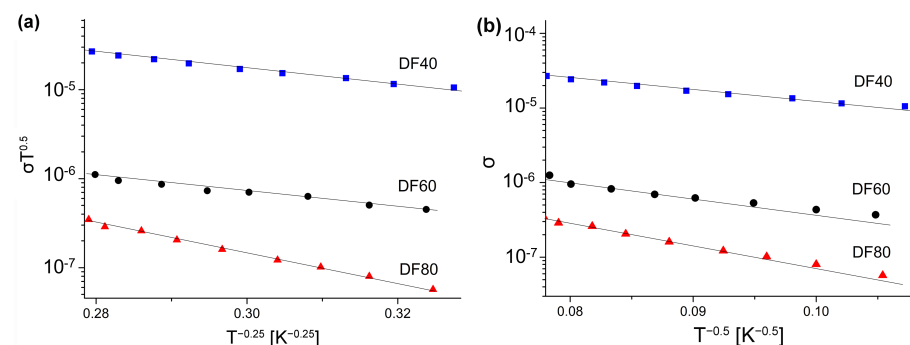 (a)
10⁻⁵
10⁻⁶
10⁻⁷
σT^0.5
DF40
DF60
DF80
0.28 0.30 0.32
T^−0.25 [K^−0.25]
(b)
10⁻⁴
10⁻⁵
10⁻⁶
10⁻⁷
σ
DF40
DF60
DF80
0.08 0.09 0.10
T^−0.5 [K^−0.5]